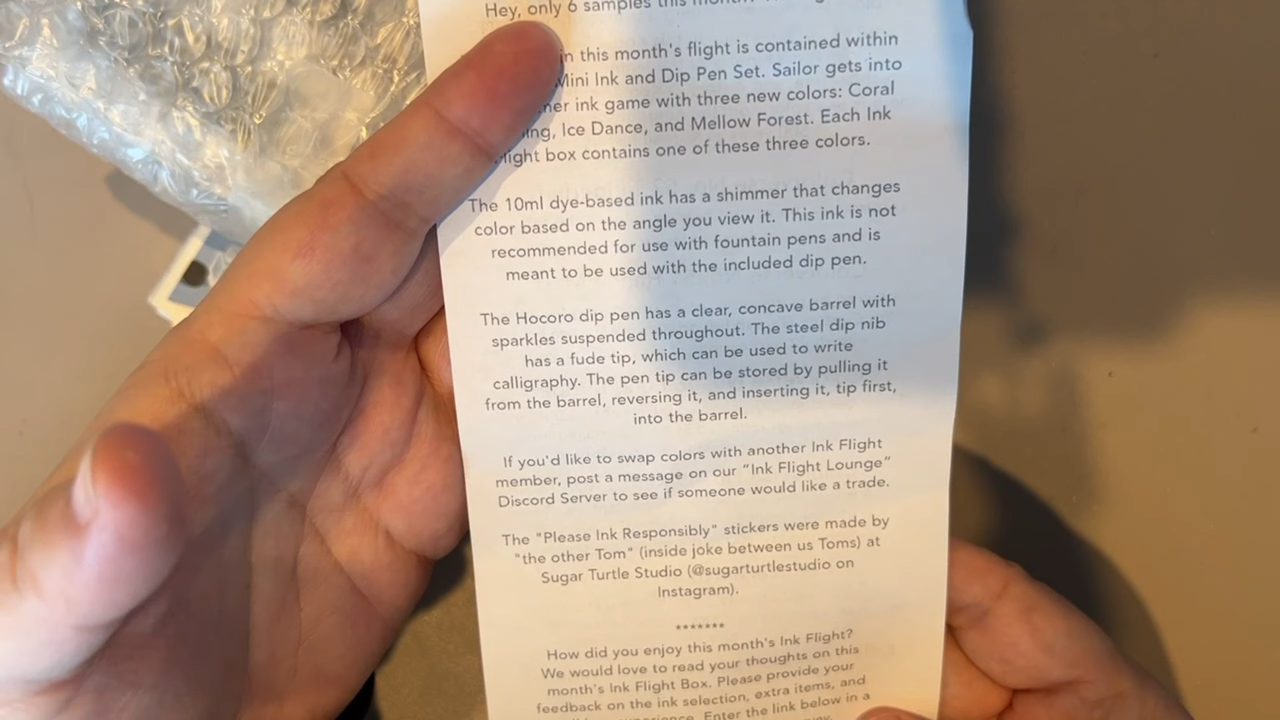 Hey, only 6 samples this month?
in this month's flight is contained within
Mini Ink and Dip Pen Set. Sailor gets into
ink game with three new colors: Coral
Ice Dance, and Mellow Forest. Each Ink
Flight box contains one of these three colors.
The 10ml dye-based ink has a shimmer that changes
color based on the angle you view it. This ink is not
recommended for use with fountain pens and is
meant to be used with the included dip pen.
The Hocoro dip pen has a clear, concave barrel with
sparkles suspended throughout. The steel dip nib
has a fude tip, which can be used to write
calligraphy. The pen tip can be stored by pulling it
from the barrel, reversing it, and inserting it, tip first,
into the barrel.
If you'd like to swap colors with another Ink Flight
member, post a message on our "Ink Flight Lounge"
Discord Server to see if someone would like a trade.
The "Please Ink Responsibly" stickers were made by
"the other Tom" (inside joke between us Toms) at
Sugar Turtle Studio (@sugarturtlestudio on
Instagram).
*******
How did you enjoy this month's Ink Flight?
We would love to read your thoughts on this
month's Ink Flight Box. Please provide your
feedback on the ink selection, extra items, and
Enter the link below in a